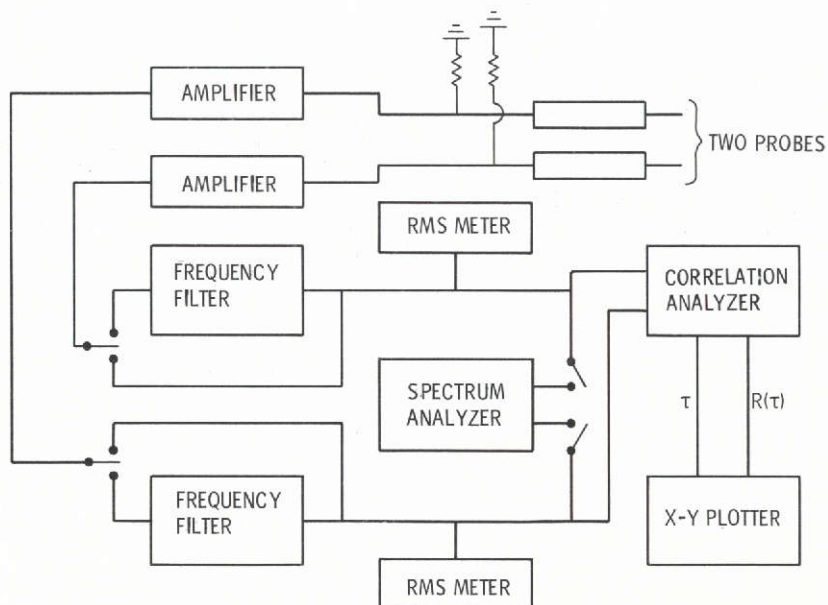 AMPLIFIER
TWO PROBES
AMPLIFIER
RMS METER
FREQUENCY
FILTER
CORRELATION
ANALYZER
SPECTRUM
ANALYZER
τ
R(τ)
FREQUENCY
FILTER
X-Y PLOTTER
RMS METER